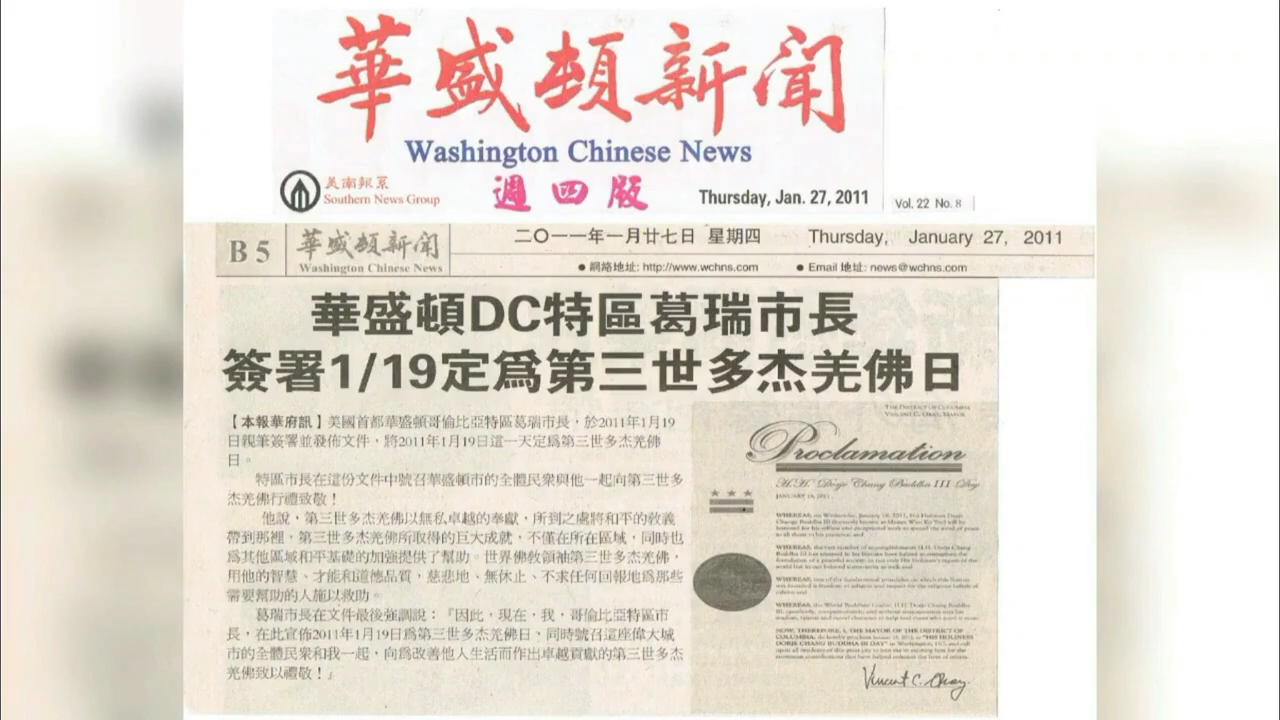 華盛頓新聞
Washington Chinese News
美南報系
Southern News Group
週四版
Thursday, Jan. 27, 2011
Vol. 22 No. 8
B5
華盛頓新聞
Washington Chinese News
二〇一一年一月廿七日 星期四
Thursday, January 27, 2011
● 網絡地址: http://www.wchns.com
● Email 地址: news@wchns.com
華盛頓DC特區葛瑞市長
簽署1/19定爲第三世多杰羌佛日
【本報華府訊】美國首都華盛頓哥倫比亞特區葛瑞市長，於2011年1月19
日親筆簽署並發佈文件，將2011年1月19日這一天定爲第三世多杰羌佛
日。
特區市長在這份文件中號召華盛頓市的全體民衆與他一起向第三世多
杰羌佛行禮致敬！
他說，第三世多杰羌佛以無私卓越的奉獻，所到之處將和平的教義
帶到那裡，第三世多杰羌佛所取得的巨大成就，不僅在所在區域，同時也
爲其他區域和平基礎的加強提供了幫助。世界佛教領袖第三世多杰羌佛，
用他的智慧、才能和道德品質，慈悲地、無休止、不求任何回報地爲那些
需要幫助的人施以救助。
葛瑞市長在文件最後強調說：『因此，現在，我，哥倫比亞特區市
長，在此宣佈2011年1月19日爲第三世多杰羌佛日、同時號召這座偉大城
市的全體民衆和我一起，向爲改善他人生活而作出卓越貢獻的第三世多杰
羌佛致以禮敬！』
THE DISTRICT OF COLUMBIA
VINCENT C. GRAY, MAYOR
Proclamation
H.H. Dorje Chang Buddha III Day
JANUARY 19, 2011